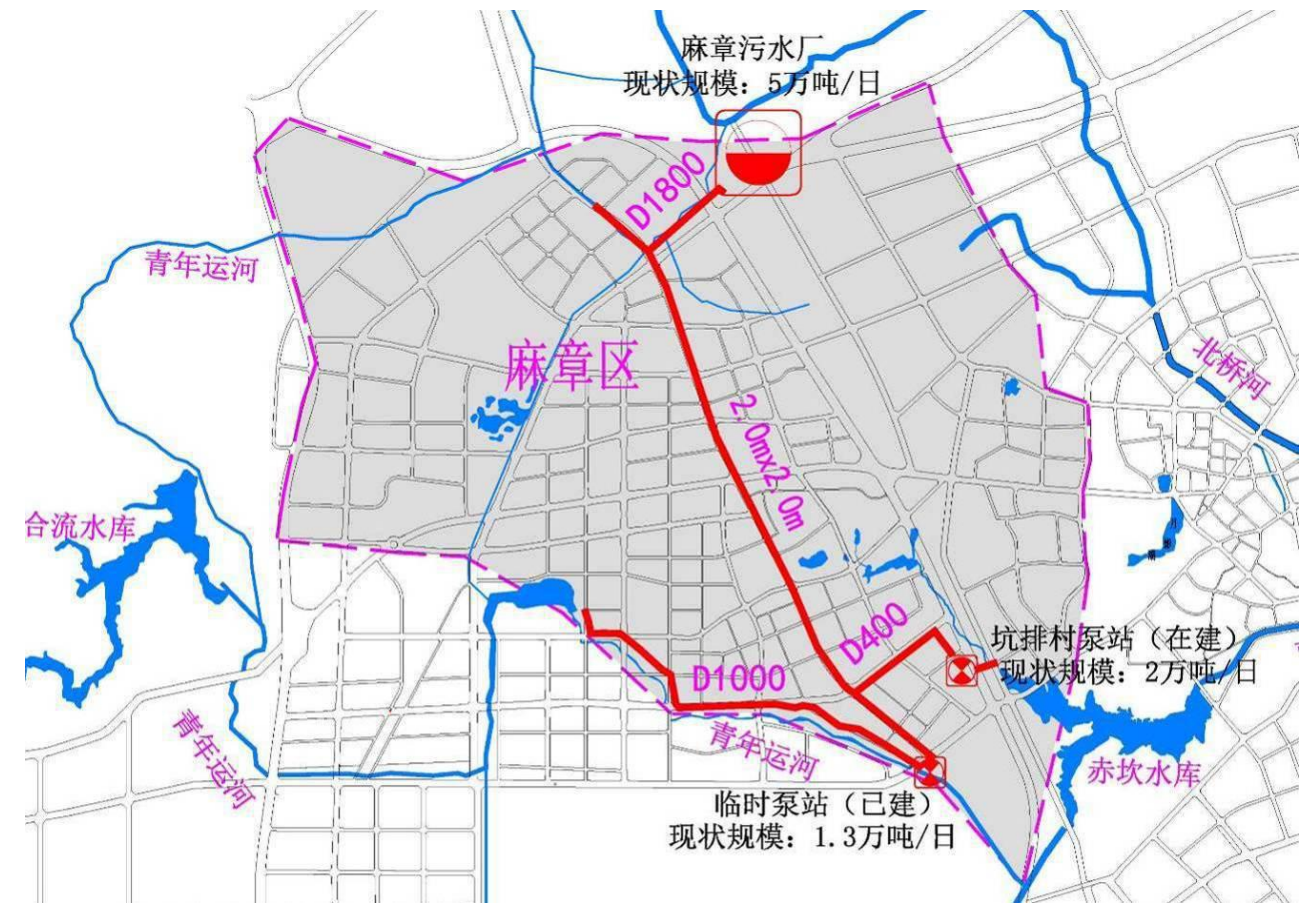 麻章污水厂
现状规模：5万吨/日
D1800
青年运河
麻章区
北桥河
2.0mx2.0m
合流水库
D400
坑排村泵站（在建）
现状规模：2万吨/日
D1000
青年运河
青年运河
赤坎水库
临时泵站（已建）
现状规模：1.3万吨/日